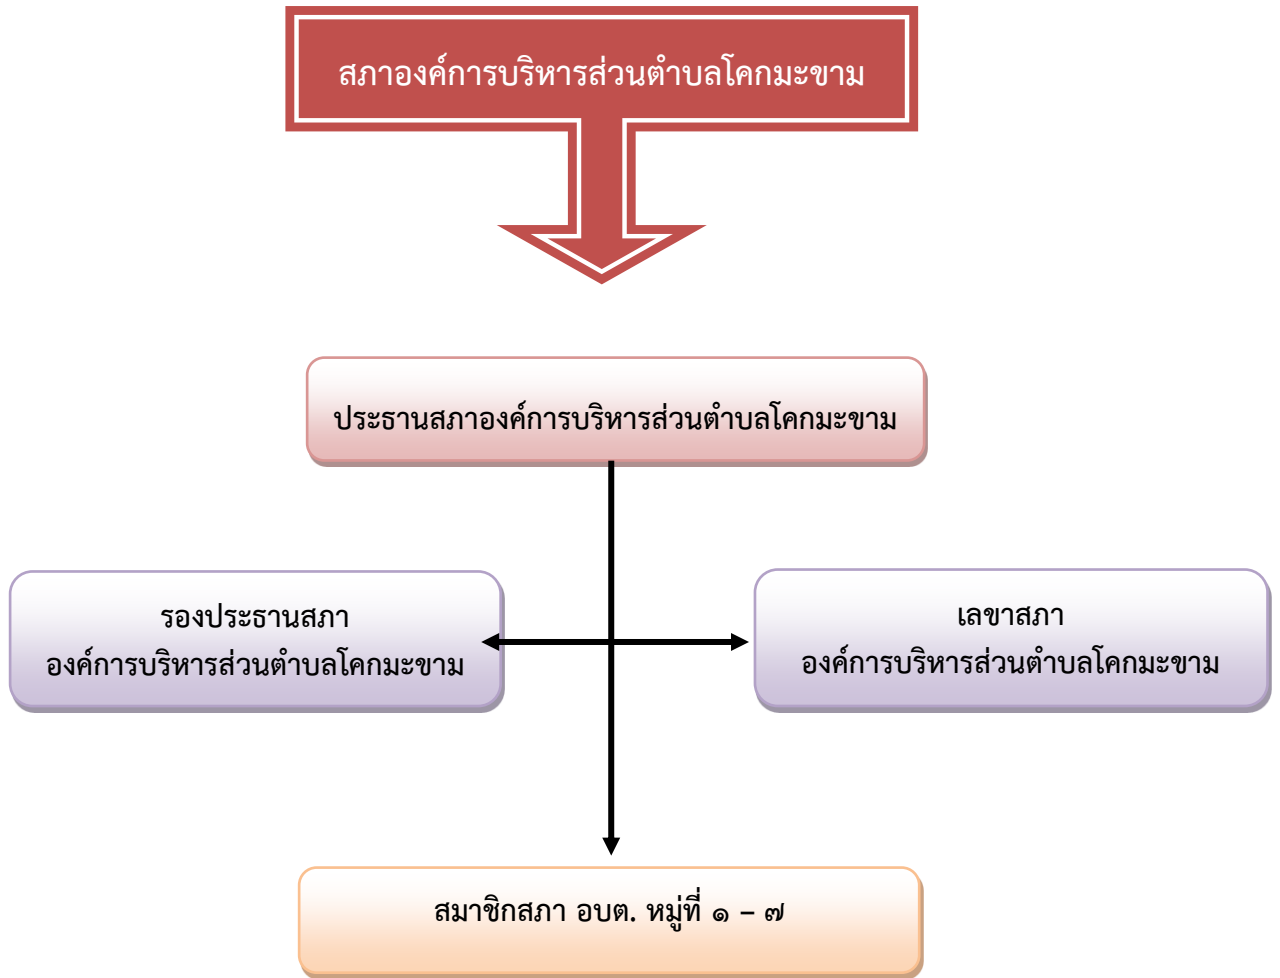 สภาองค์การบริหารส่วนตำบลโคกมะขาม
ประธานสภาองค์การบริหารส่วนตำบลโคกมะขาม
รองประธานสภา
องค์การบริหารส่วนตำบลโคกมะขาม
เลขาสภา
องค์การบริหารส่วนตำบลโคกมะขาม
สมาชิกสภา อบต. หมู่ที่ ๑ – ๗